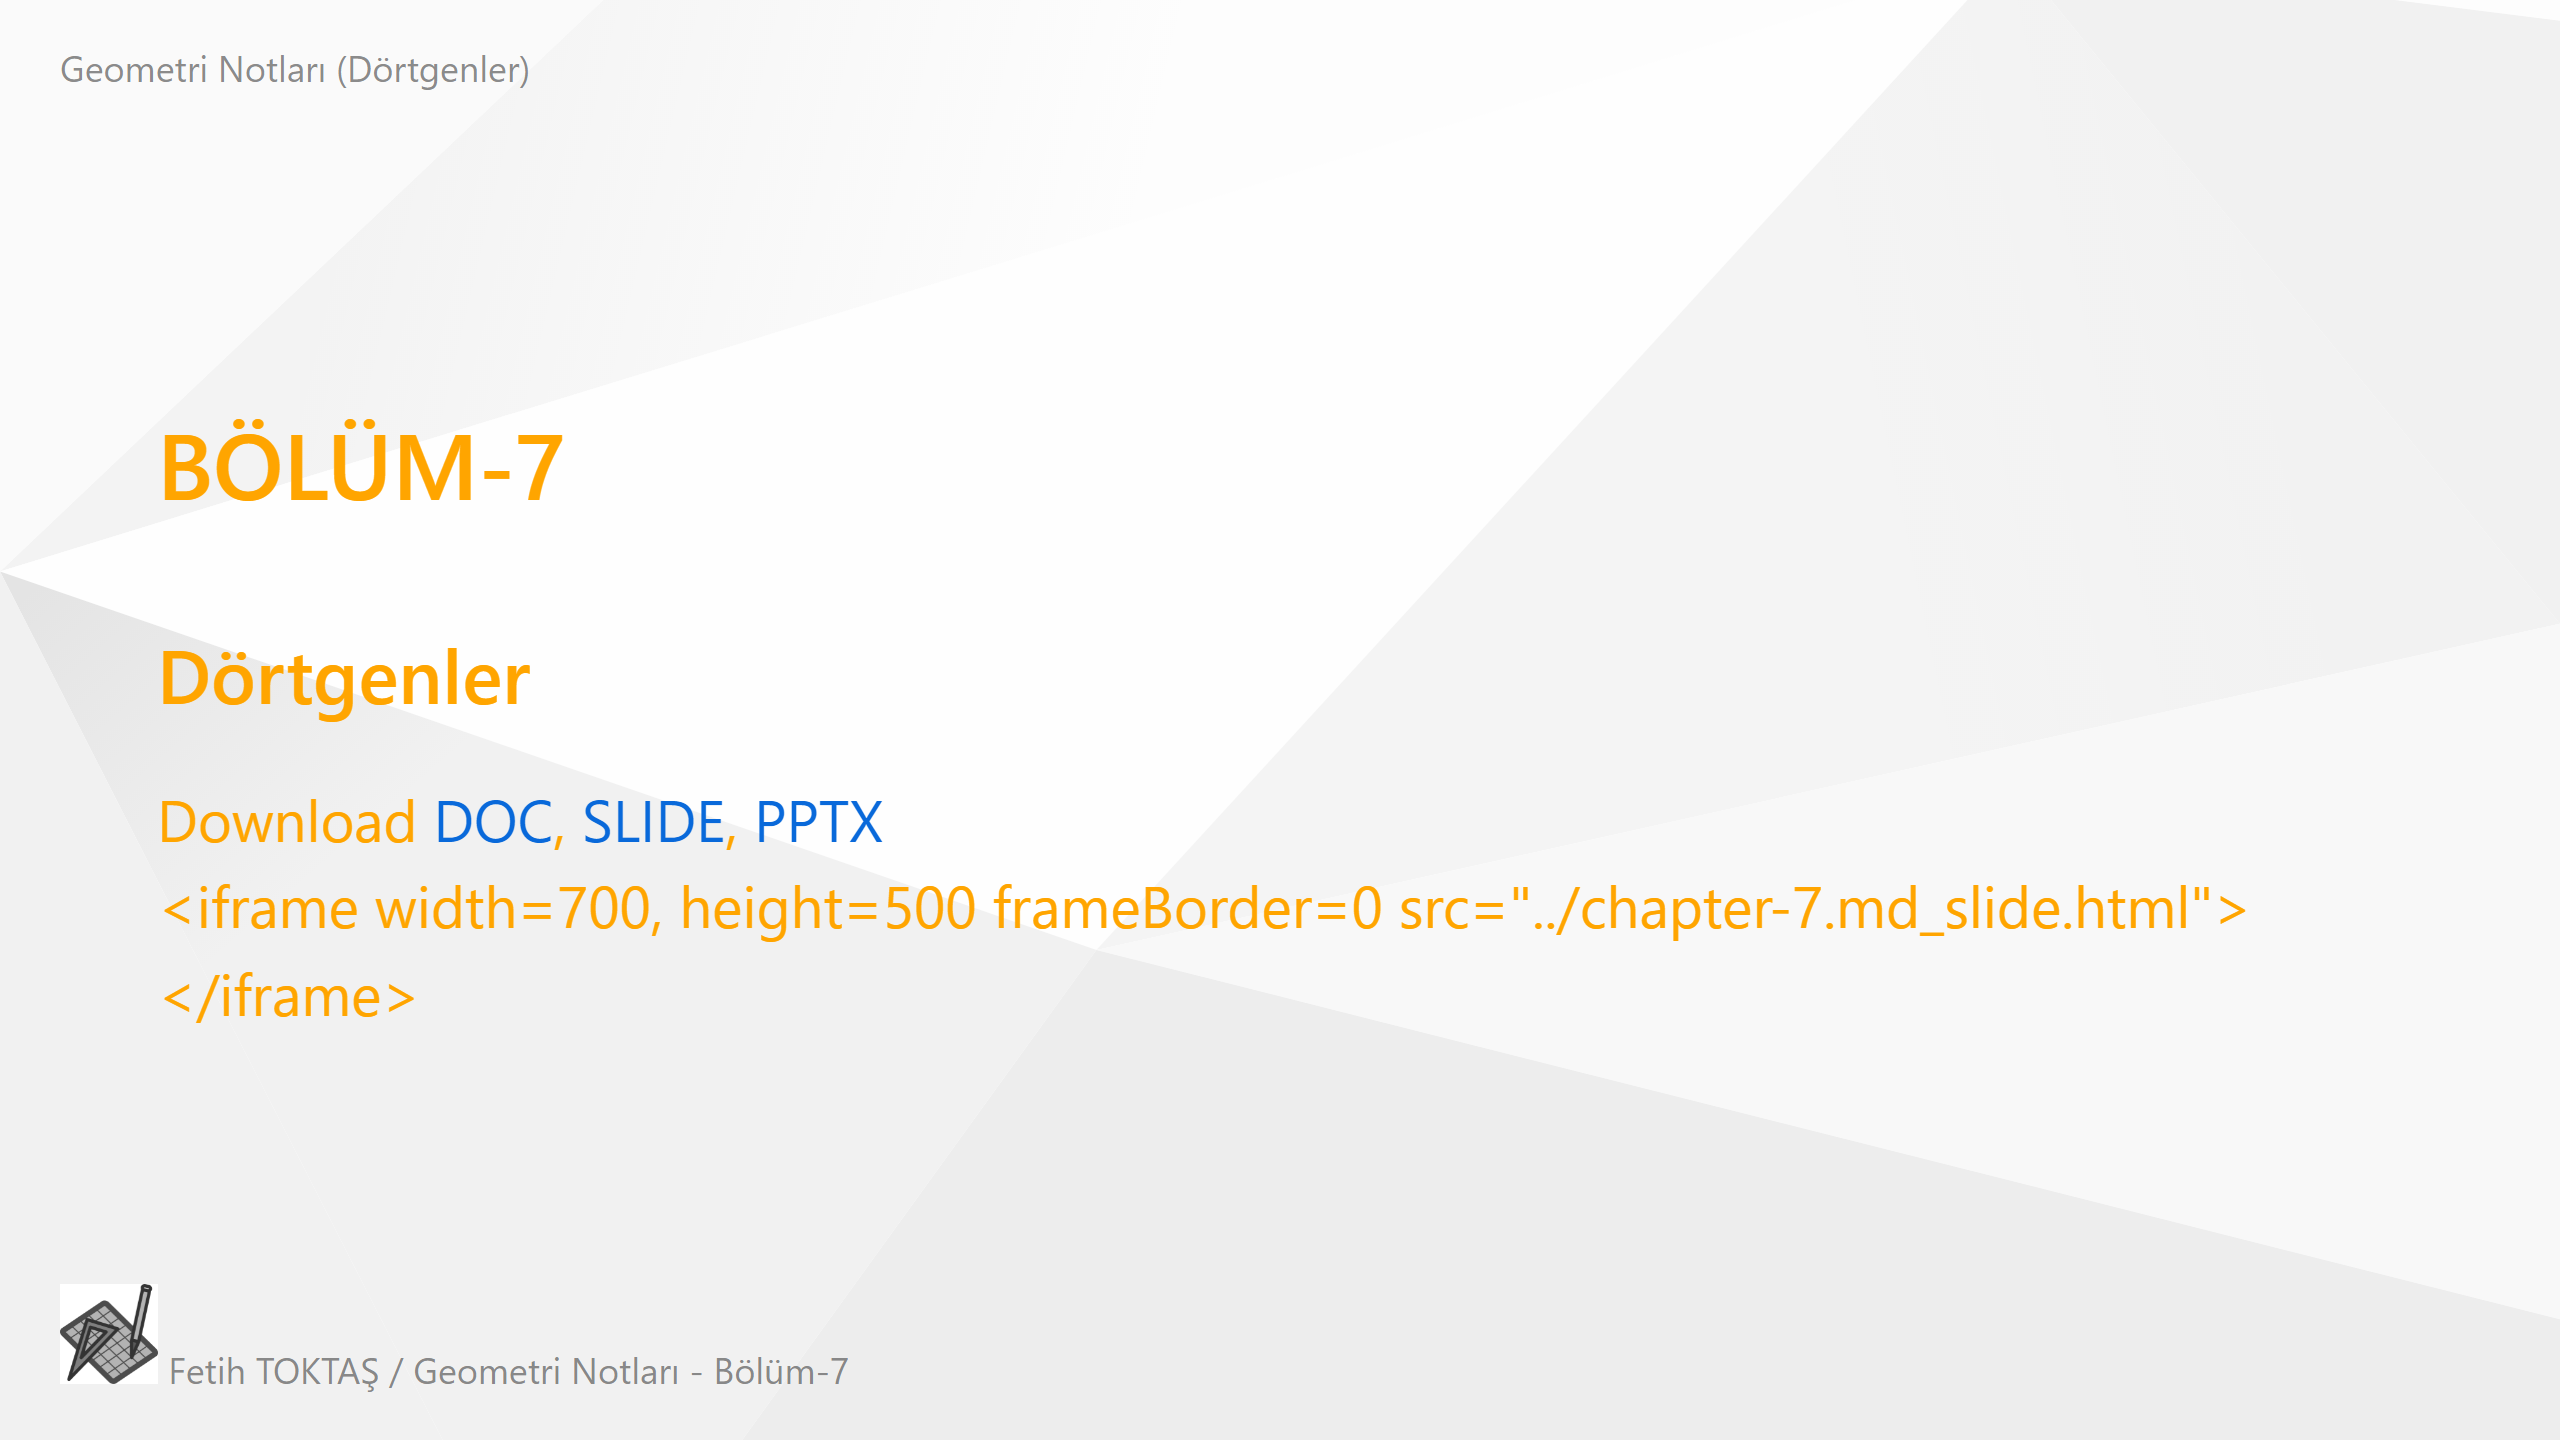 Geometri Notları (Dörtgenler)
BÖLÜM-7
Dörtgenler
Download DOC, SLIDE, PPTX
<iframe width=700, height=500 frameBorder=0 src="../chapter-7.md_slide.html">
</iframe>
Fetih TOKTAŞ / Geometri Notları - Bölüm-7